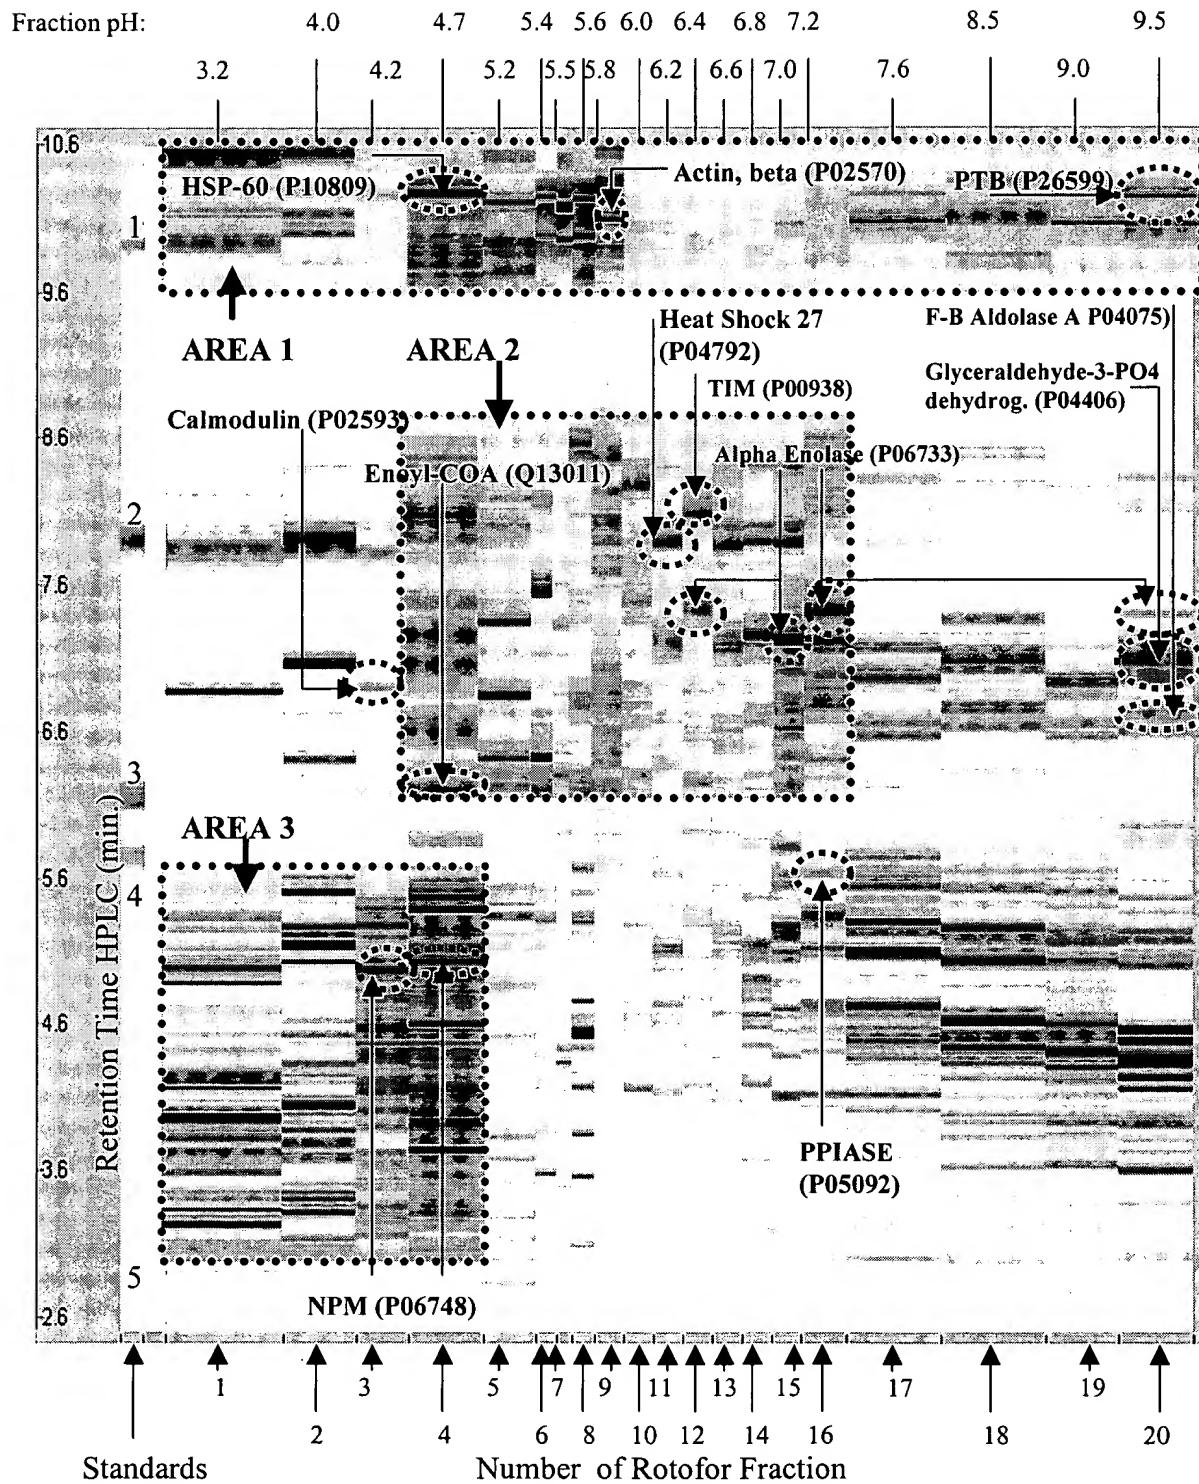 Fraction pH:
4.0 4.7 5.4 5.6 6.0 6.4 7.2 8.5 9.5
3.2 4.2 5.2 5.5 5.8 6.2 6.6 6.8 7.0 7.6 9.0
10.6
HSP-60 (P10809)
Actin, beta (P02570)
PTB (P26599)
1
9.6
AREA 1
AREA 2
Heat Shock 27
(P04792)
F-B Aldolase A P04075)
TIM (P00938)
Glyceraldehyde-3-PO4
dehydrog. (P04406)
Calmodulin (P02593)
8.6
Alpha Enolase (P06733)
Enoyl-COA (Q13011)
2
7.6
6.6
3
AREA 3
5.6
4
4.6
3.6
PPIASE
(P05092)
5
NPM (P06748)
2.6
Retention Time HPLC (min.)
1 3 5 7 9 11 13 15 17 19
2 4 6 8 10 12 14 16 18 20
Standards
Number of Rotofor Fraction